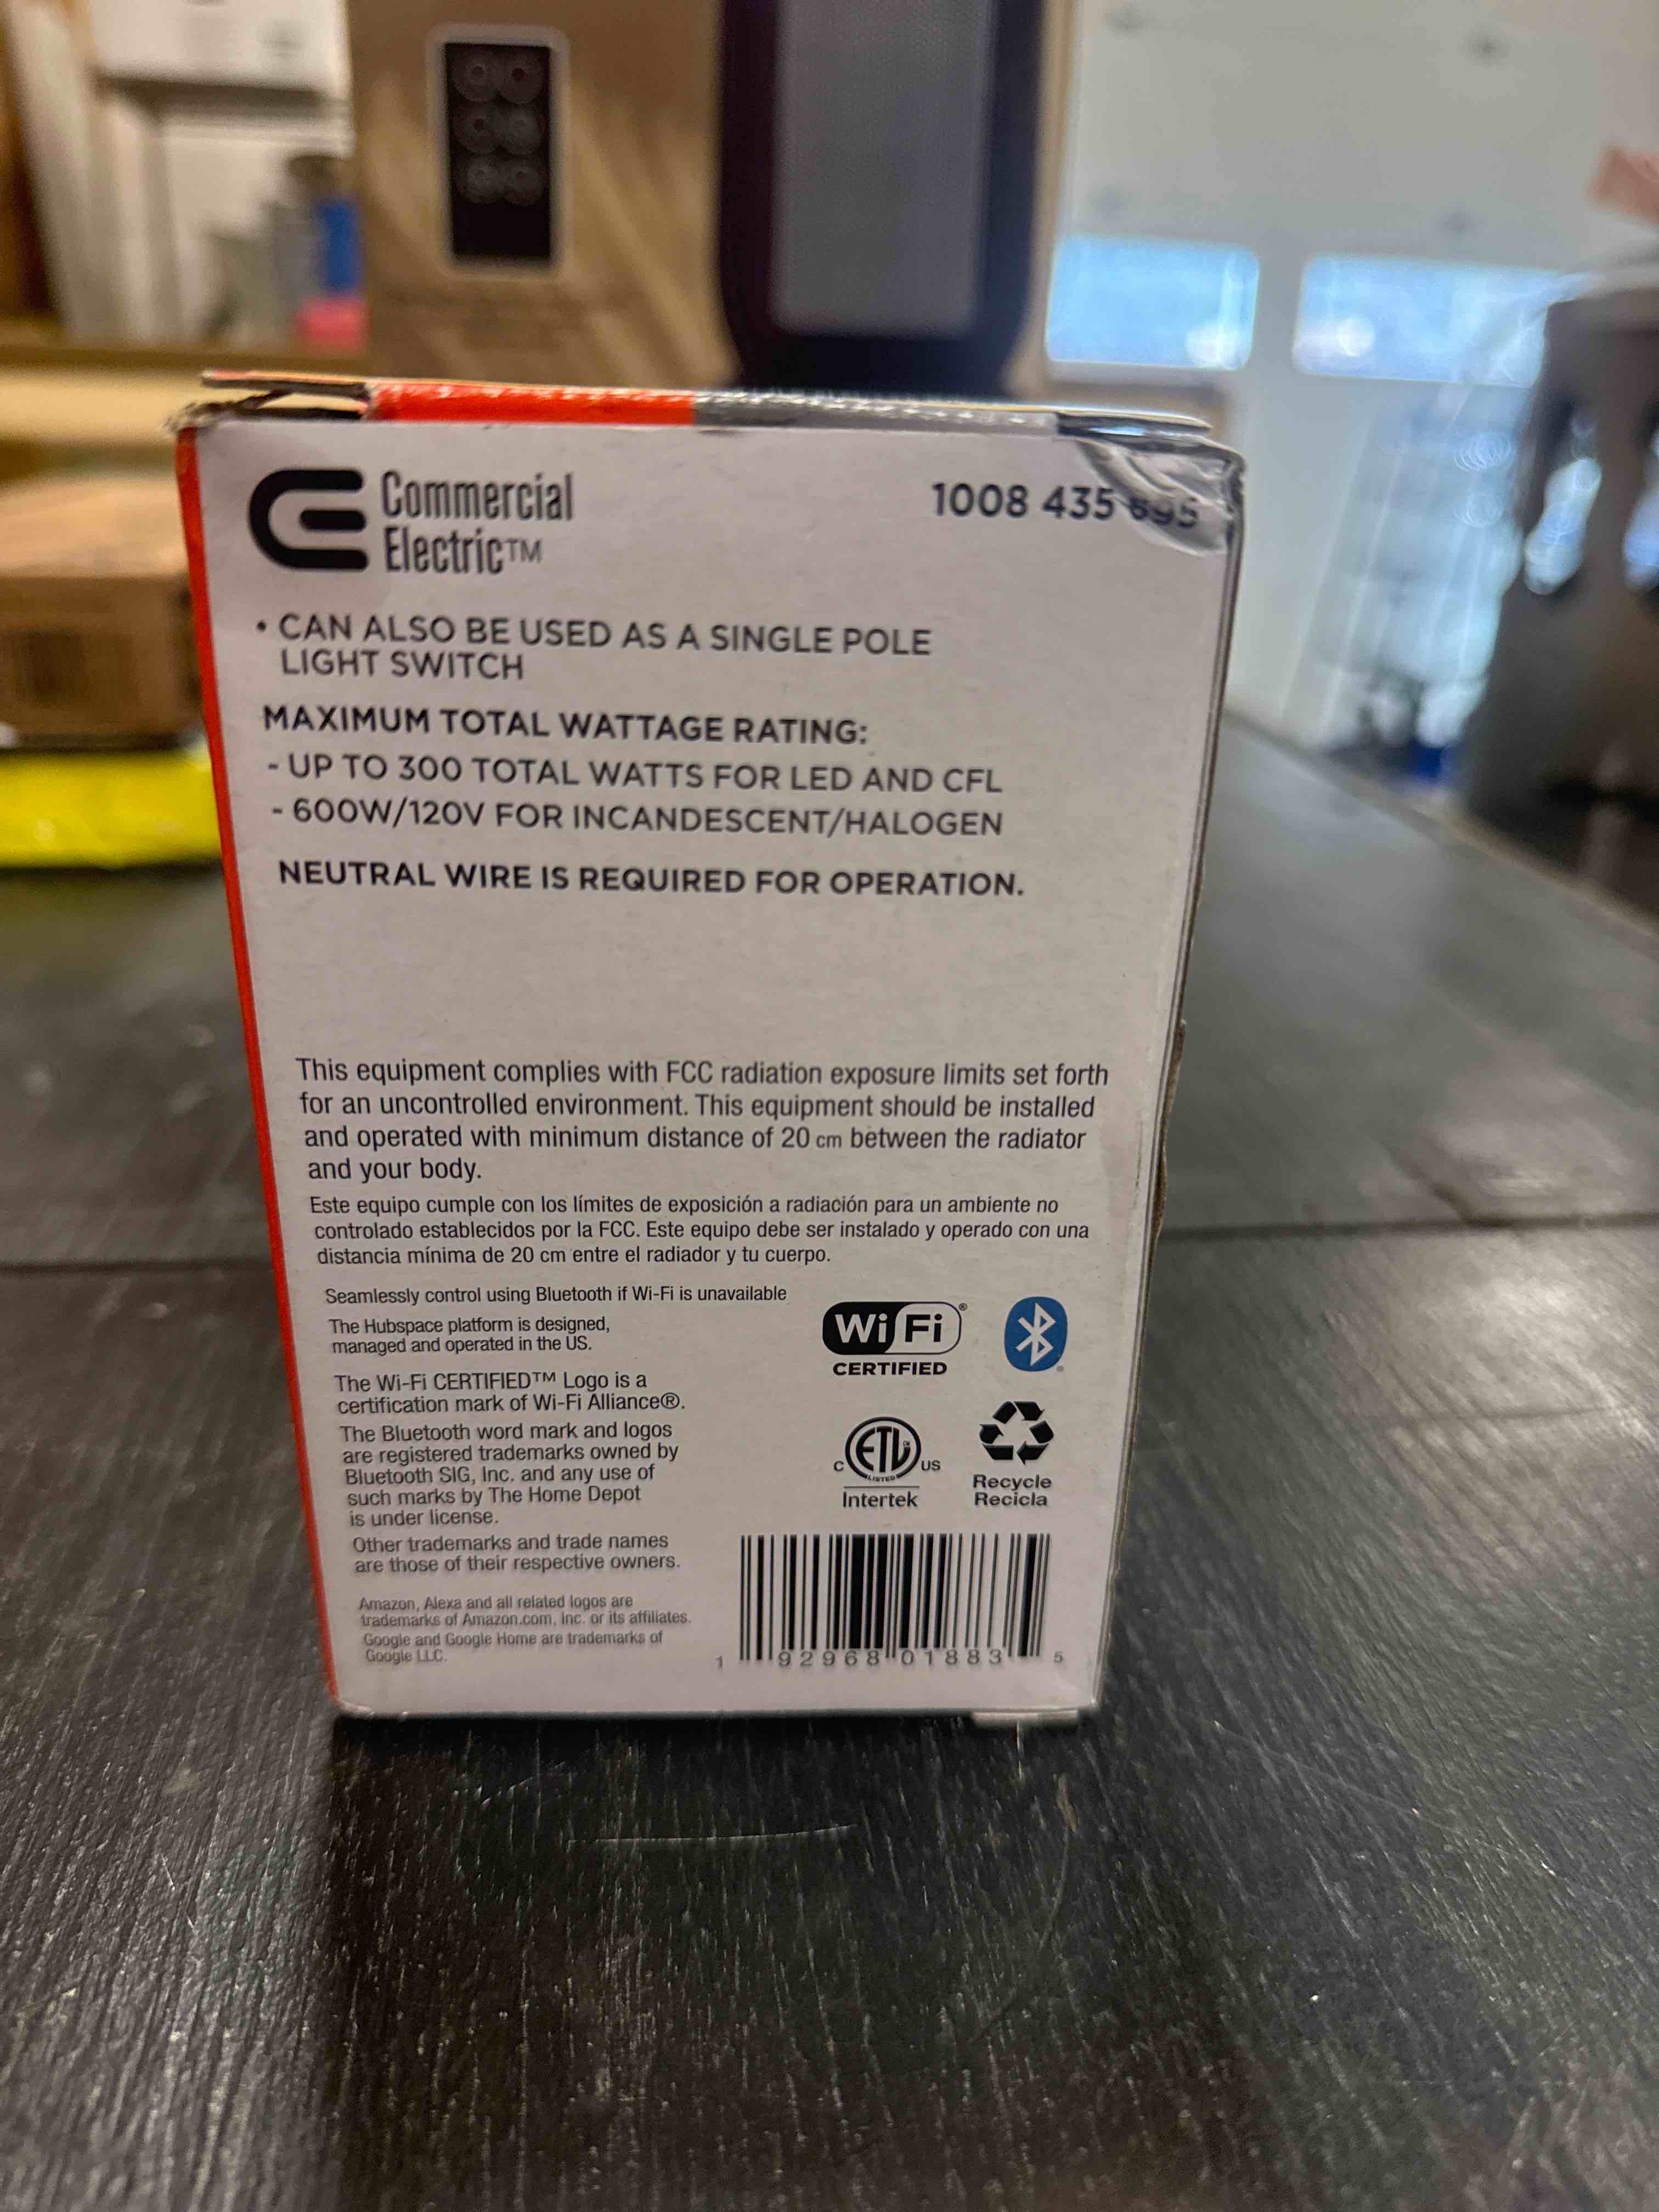 Commercial
Electric™
1008 435 695
• CAN ALSO BE USED AS A SINGLE POLE
LIGHT SWITCH
MAXIMUM TOTAL WATTAGE RATING:
- UP TO 300 TOTAL WATTS FOR LED AND CFL
- 600W/120V FOR INCANDESCENT/HALOGEN
NEUTRAL WIRE IS REQUIRED FOR OPERATION.
This equipment complies with FCC radiation exposure limits set forth
for an uncontrolled environment. This equipment should be installed
and operated with minimum distance of 20 cm between the radiator
and your body.
Este equipo cumple con los límites de exposición a radiación para un ambiente no
controlado establecidos por la FCC. Este equipo debe ser instalado y operado con una
distancia mínima de 20 cm entre el radiador y tu cuerpo.
Seamlessly control using Bluetooth if Wi-Fi is unavailable
The Hubspace platform is designed,
managed and operated in the US.
The Wi-Fi CERTIFIED™ Logo is a
certification mark of Wi-Fi Alliance®.
The Bluetooth word mark and logos
are registered trademarks owned by
Bluetooth SIG, Inc. and any use of
such marks by The Home Depot
is under license.
Other trademarks and trade names
are those of their respective owners.
Amazon, Alexa and all related logos are
trademarks of Amazon.com, Inc. or its affiliates.
Google and Google Home are trademarks of
Google LLC.
Wi Fi®
CERTIFIED
ETL CM
LISTED
C US
Intertek
Recycle
Recicla
1 92968 01883 5